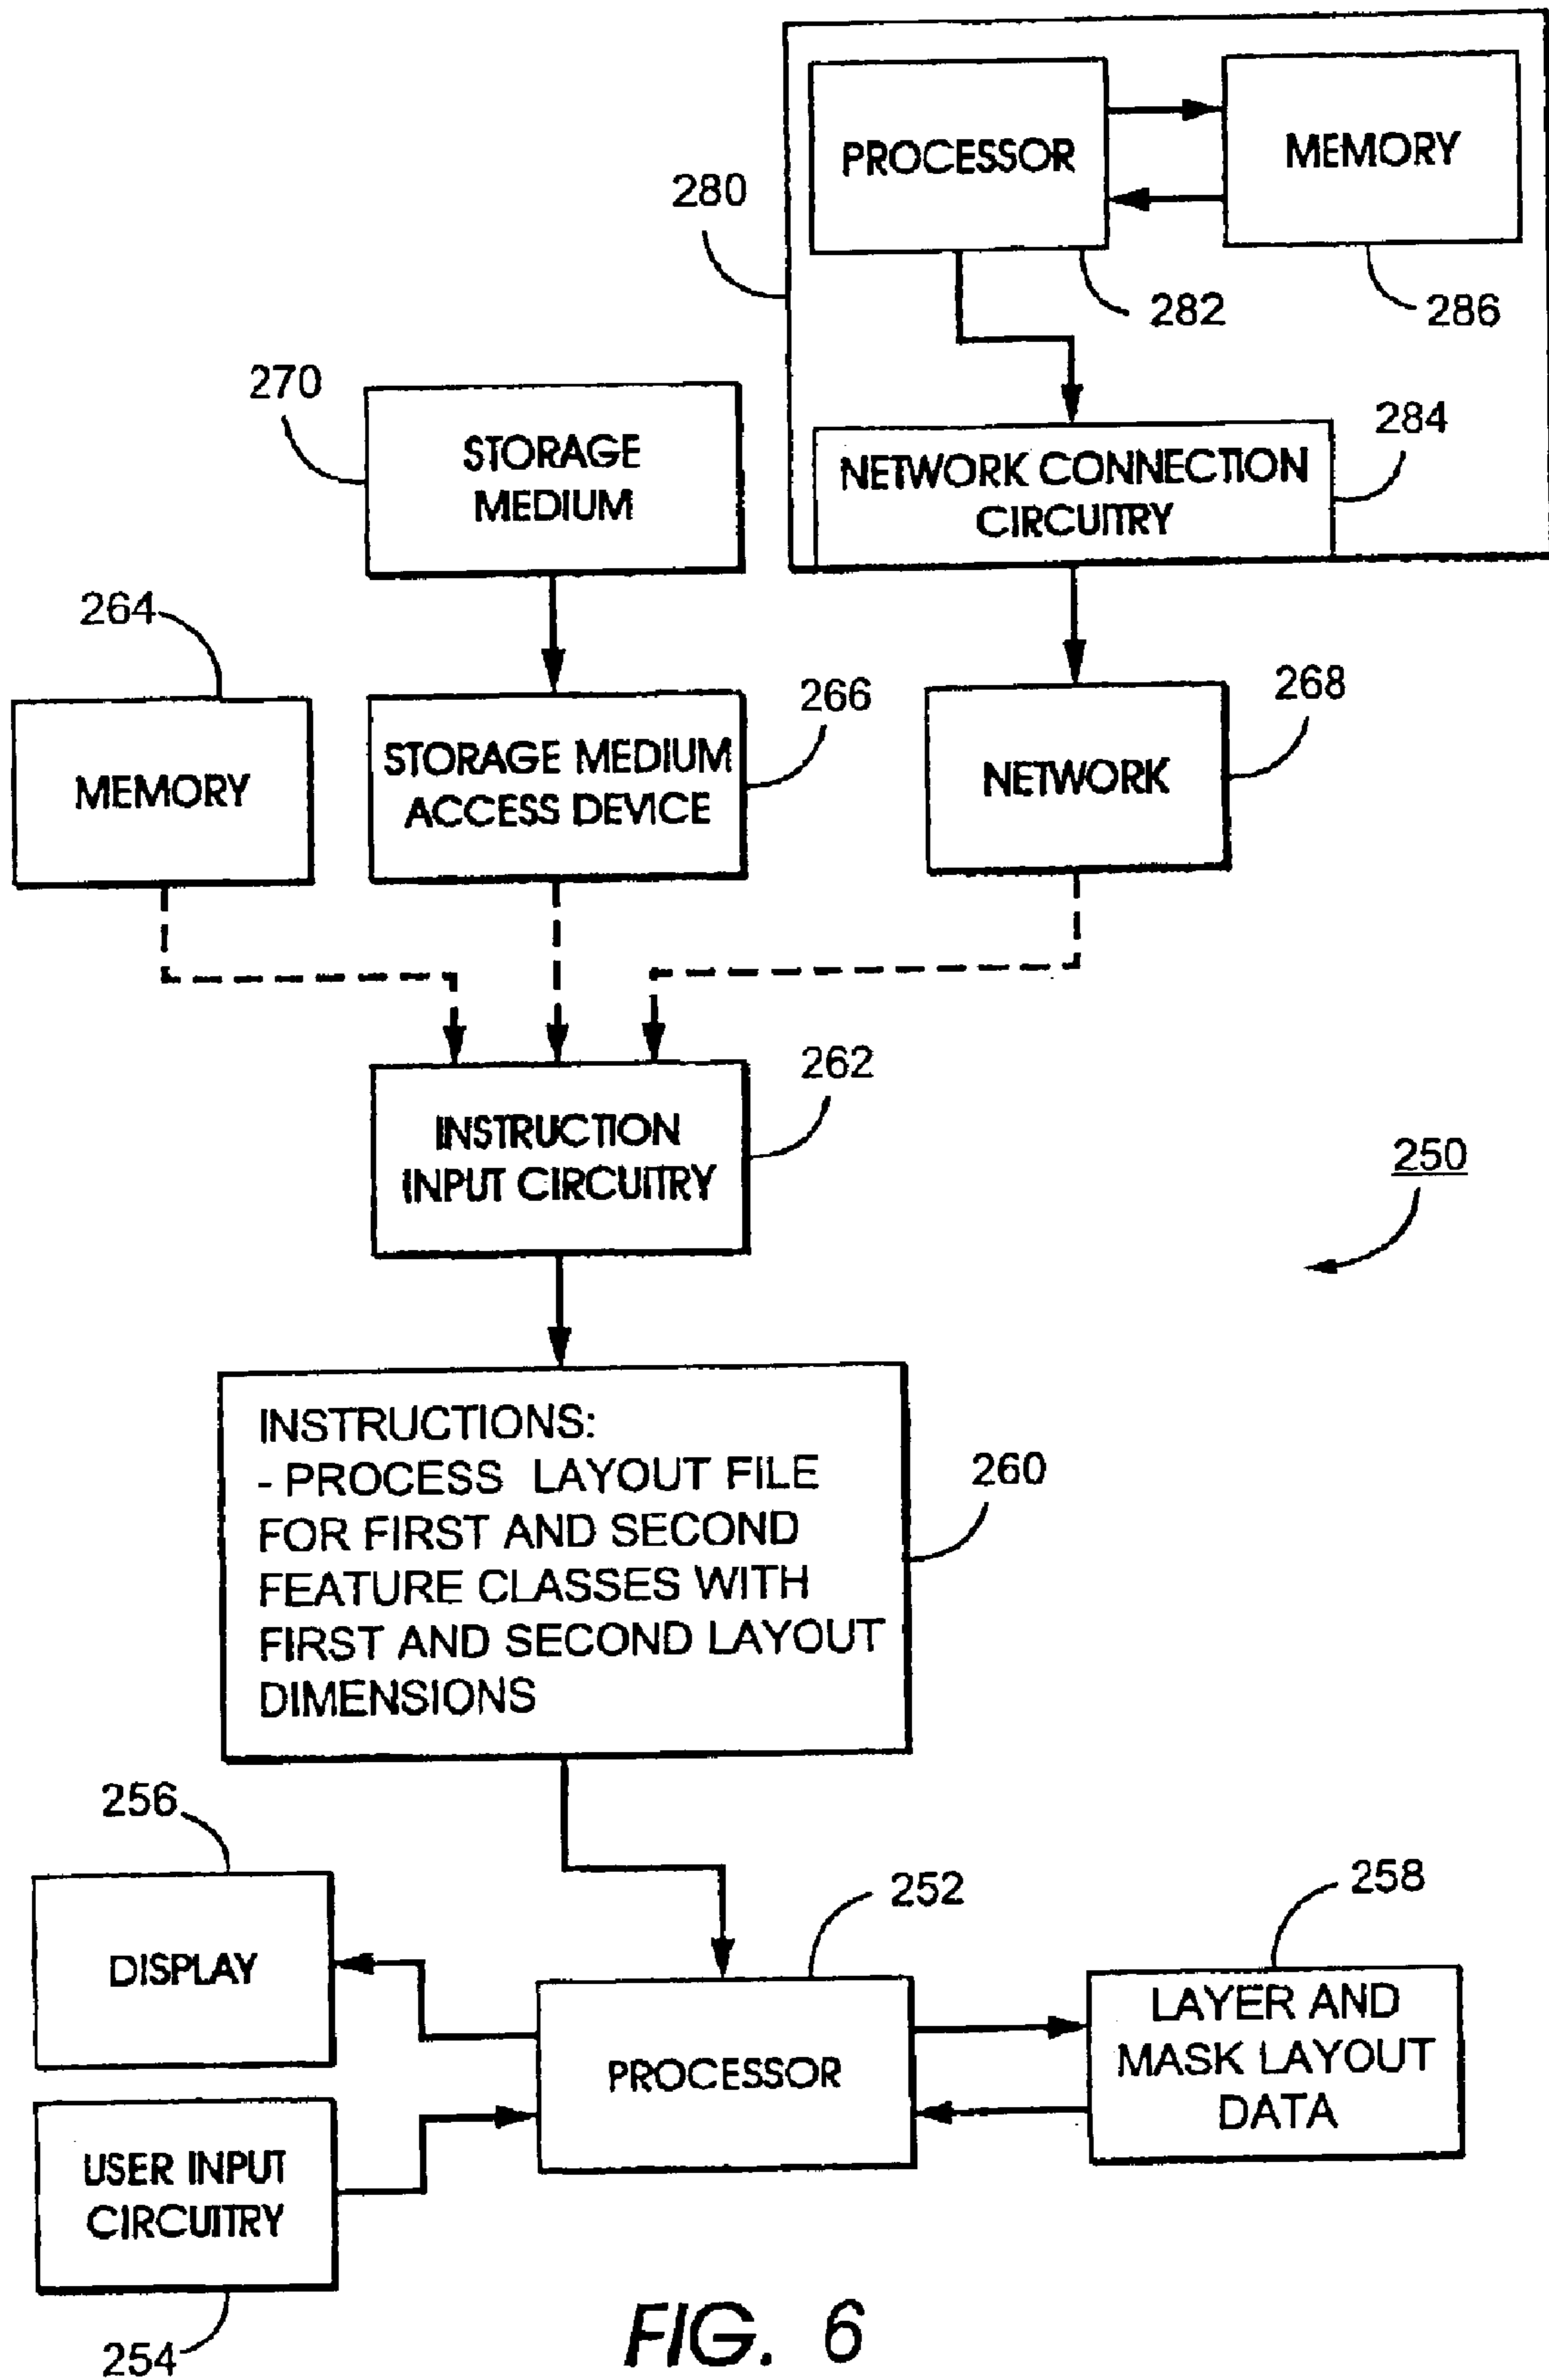 PROCESSOR
MEMORY
280
282
286
270
STORAGE
MEDIUM
284
NETWORK CONNECTION
CIRCUITRY
264
266
268
MEMORY
STORAGE MEDIUM
ACCESS DEVICE
NETWORK
262
INSTRUCTION
INPUT CIRCUITRY
250
INSTRUCTIONS:
- PROCESS LAYOUT FILE
FOR FIRST AND SECOND
FEATURE CLASSES WITH
FIRST AND SECOND LAYOUT
DIMENSIONS
260
256
252
258
DISPLAY
PROCESSOR
LAYER AND
MASK LAYOUT
DATA
USER INPUT
CIRCUITRY
254
FIG. 6